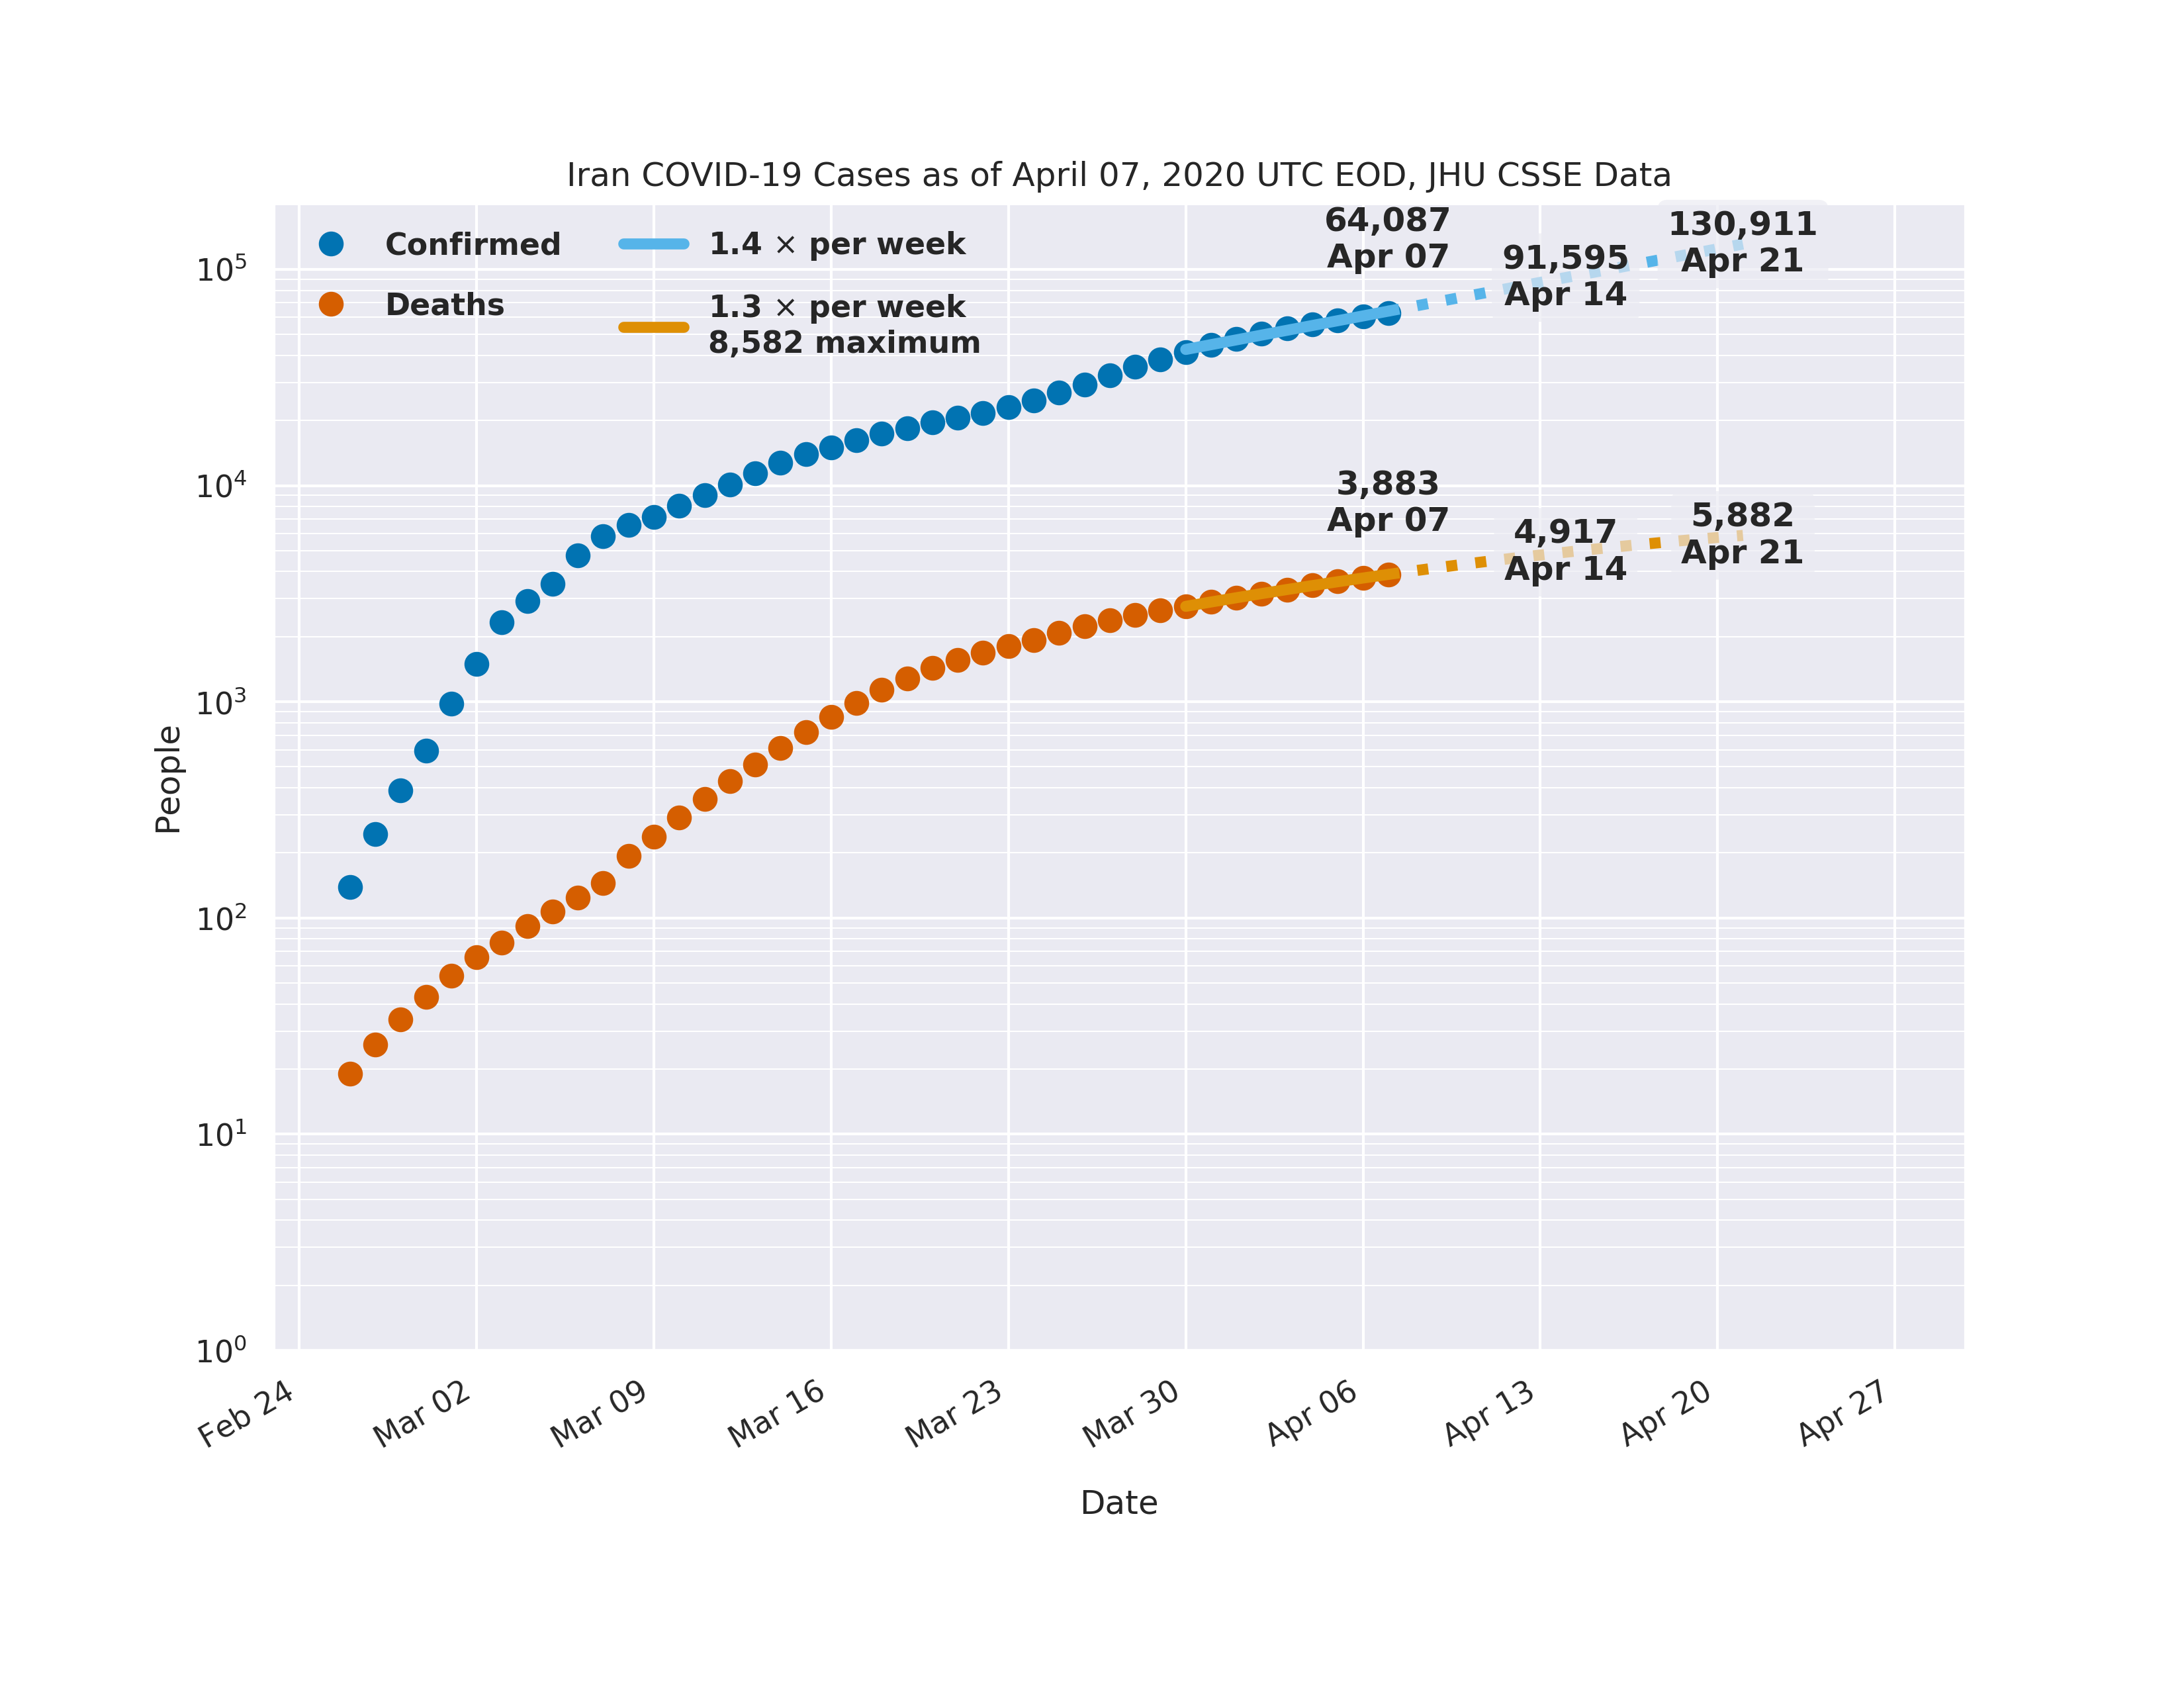 Iran COVID-19 Cases as of April 07, 2020 UTC EOD, JHU CSSE Data
Confirmed
Deaths
1.4 × per week
1.3 × per week
8,582 maximum
64,087
Apr 07
91,595
Apr 14
130,911
Apr 21
3,883
Apr 07
4,917
Apr 14
5,882
Apr 21
People
10⁵
10⁴
10³
10²
10¹
10⁰
Feb 24
Mar 02
Mar 09
Mar 16
Mar 23
Mar 30
Apr 06
Apr 13
Apr 20
Apr 27
Date